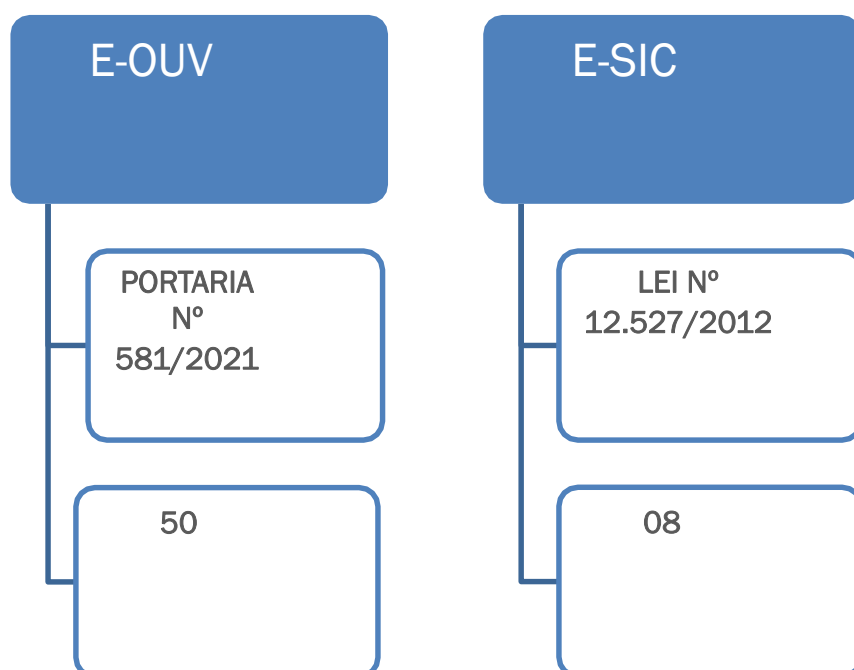 E-OUV
PORTARIA
Nº
581/2021
50
E-SIC
LEI Nº
12.527/2012
08